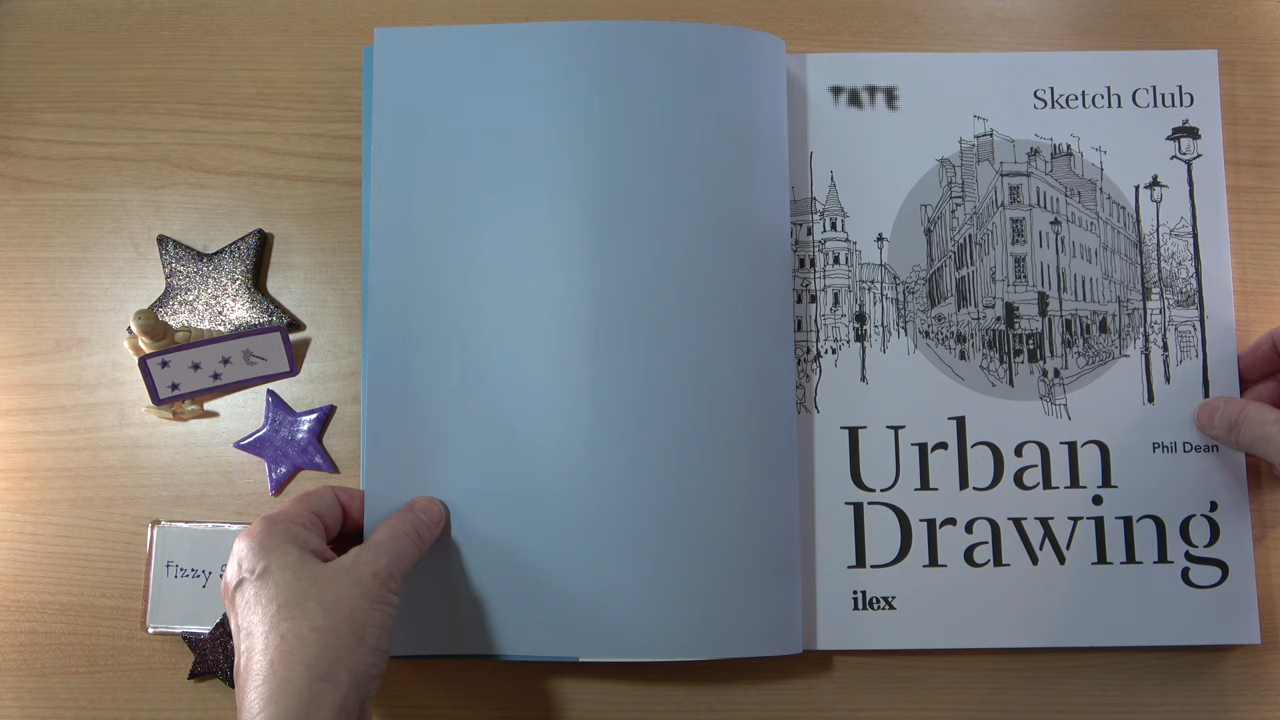 TATE
Sketch Club
Phil Dean
Urban
Drawing
ilex
Fizzy